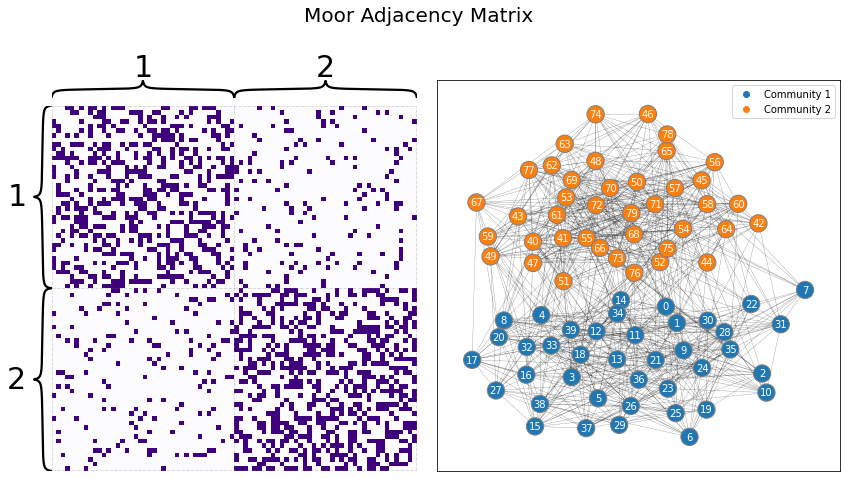 Moor Adjacency Matrix
1 2
1
2
Community 1
Community 2
74 46
78
63 65
48 56
62
77
69 50 45
70 57
53
67 72 71 58 60
79
43 61
42
54 64
59 41 55 68
40
66 75
49 73
47 52 44
76
51
7
14
0 22
34
4
8 30 31
1
39 12 28
20 11
32 33 35
18 9
17 13 21
24
16 3 2
36
27 23 10
5
38 26
25 19
15 37 29
6